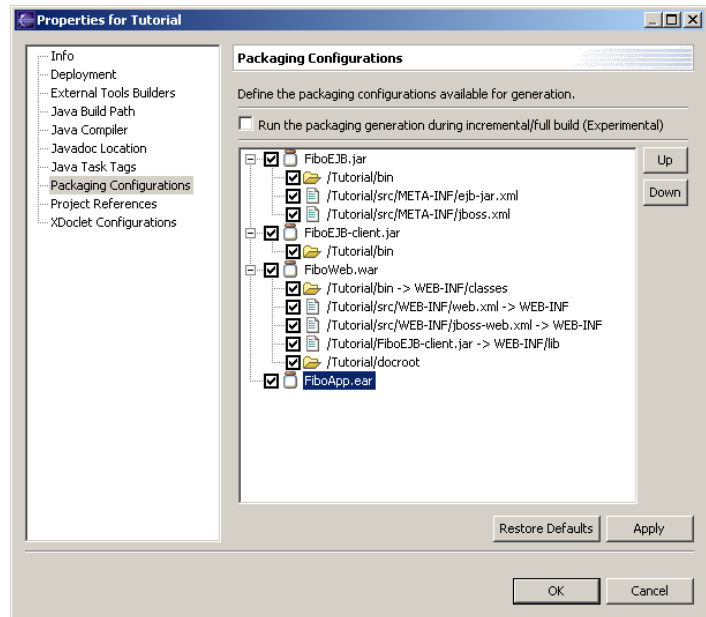 Properties for Tutorial
Info
Deployment
External Tools Builders
Java Build Path
Java Compiler
Javadoc Location
Java Task Tags
Packaging Configurations
Project References
XDoclet Configurations
Packaging Configurations
Define the packaging configurations available for generation.
Run the packaging generation during incremental/full build (Experimental)
FiboEJB.jar
/Tutorial/bin
/Tutorial/src/META-INF/ejb-jar.xml
/Tutorial/src/META-INF/jboss.xml
FiboEJB-client.jar
/Tutorial/bin
FiboWeb.war
/Tutorial/bin -> WEB-INF/classes
/Tutorial/src/WEB-INF/web.xml -> WEB-INF
/Tutorial/src/WEB-INF/jboss-web.xml -> WEB-INF
/Tutorial/FiboEJB-client.jar -> WEB-INF/lib
/Tutorial/docroot
FiboApp.ear
Up
Down
Restore Defaults
Apply
OK
Cancel